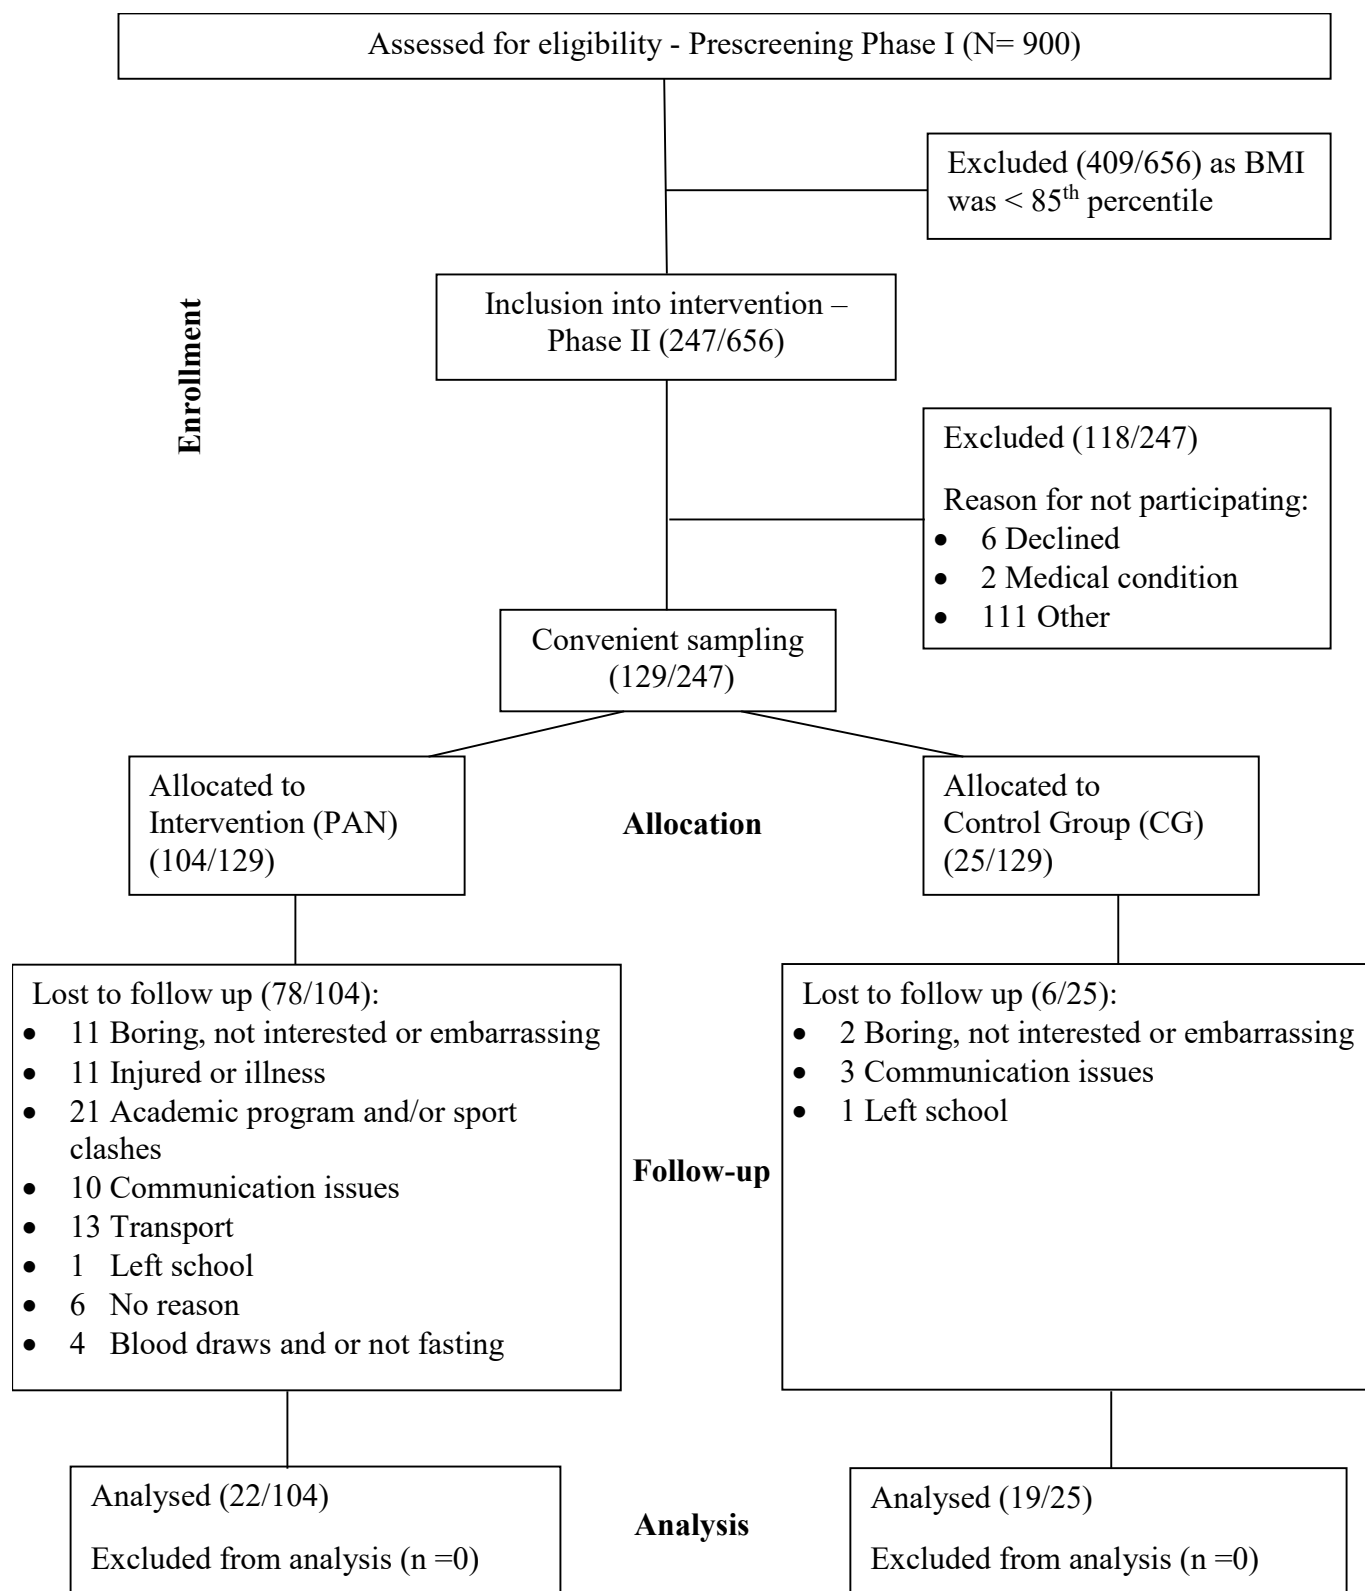 Assessed for eligibility - Prescreening Phase I (N= 900)
Excluded (409/656) as BMI
was < 85th percentile
Enrollment
Inclusion into intervention –
Phase II (247/656)
Excluded (118/247)
Reason for not participating:
• 6 Declined
• 2 Medical condition
• 111 Other
Convenient sampling
(129/247)
Allocated to
Intervention (PAN)
(104/129)
Allocation
Allocated to
Control Group (CG)
(25/129)
Lost to follow up (78/104):
• 11 Boring, not interested or embarrassing
• 11 Injured or illness
• 21 Academic program and/or sport
clashes
• 10 Communication issues
• 13 Transport
• 1 Left school
• 6 No reason
• 4 Blood draws and or not fasting
Follow-up
Lost to follow up (6/25):
• 2 Boring, not interested or embarrassing
• 3 Communication issues
• 1 Left school
Analysed (22/104)
Excluded from analysis (n =0)
Analysis
Analysed (19/25)
Excluded from analysis (n =0)